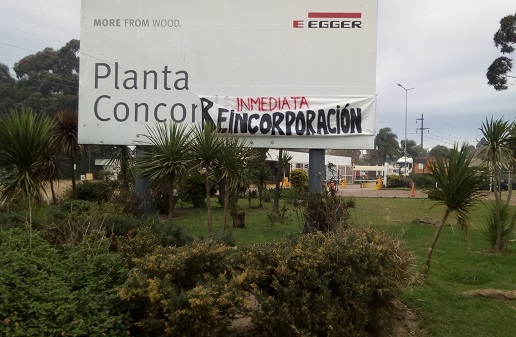 MORE FROM WOOD.
E EGGER
Planta
Concor
INMEDIATA
REINCORPORACIÓN